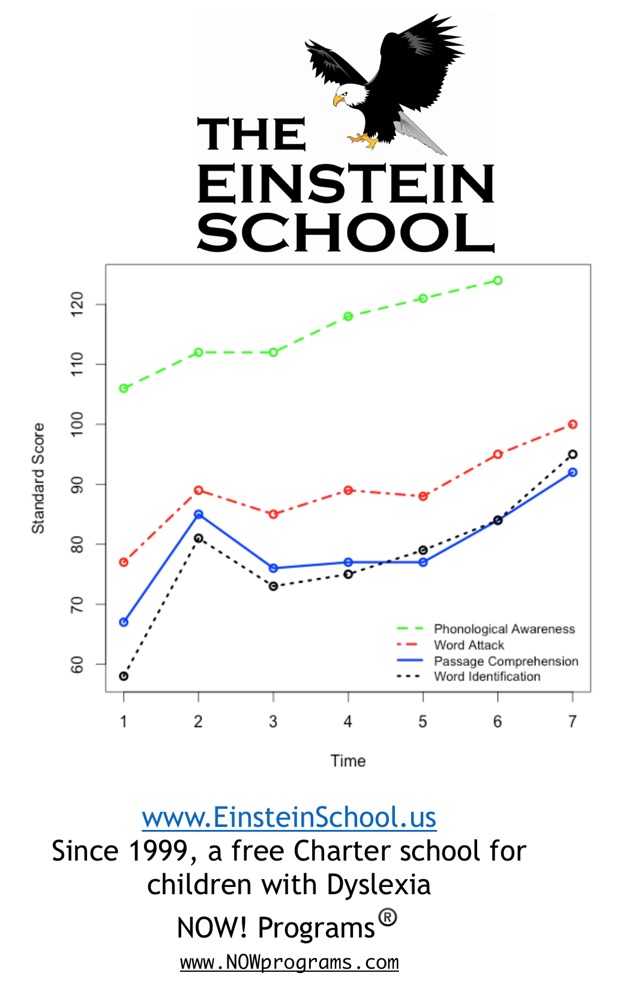 THE
EINSTEIN
SCHOOL
120
110
100
90
80
70
60
Standard Score
Phonological Awareness
Word Attack
Passage Comprehension
Word Identification
1 2 3 4 5 6 7
Time
www.EinsteinSchool.us
Since 1999, a free Charter school for
children with Dyslexia
NOW! Programs®
www.NOWprograms.com